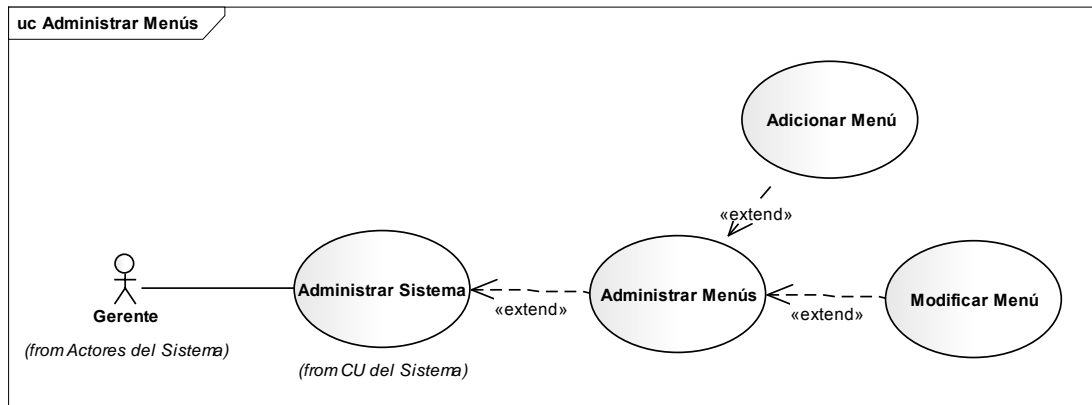 uc Administrar Menús
Adicionar Menú
«extend»
Administrar Sistema
«extend»
Administrar Menús
«extend»
Modificar Menú
Gerente
(from Actores del Sistema)
(from CU del Sistema)